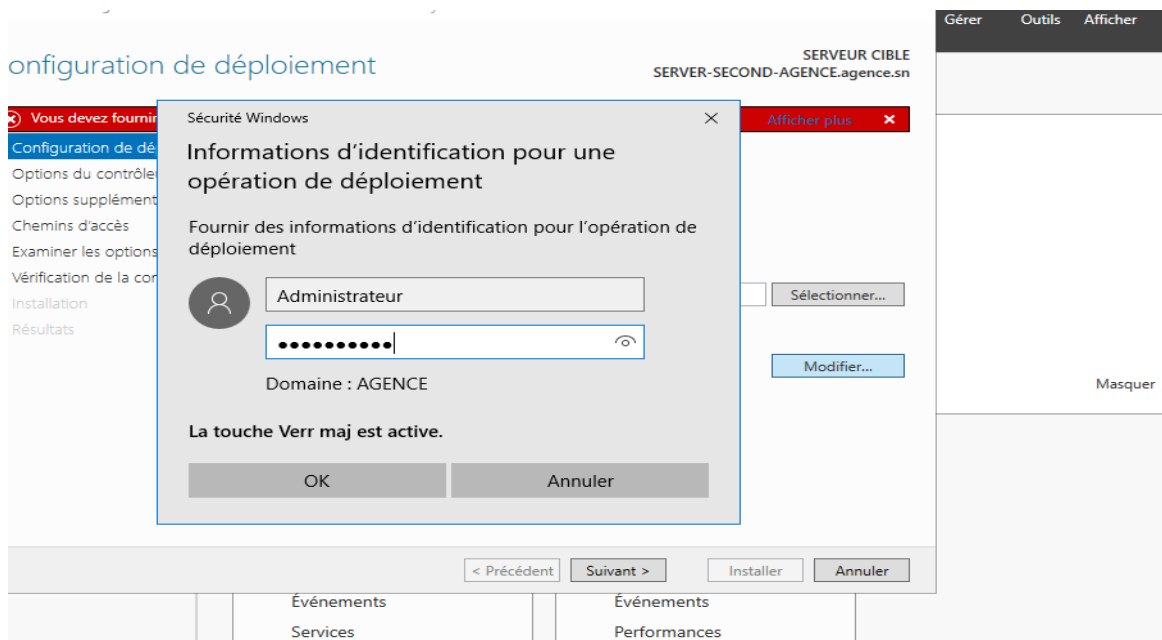 Gérer Outils Afficher
onfiguration de déploiement
SERVEUR CIBLE
SERVER-SECOND-AGENCE.agence.sn
Vous devez fournir
Afficher plus
Configuration de dé
Options du contrôle
Options supplément
Chemins d'accès
Examiner les options
Vérification de la cor
Installation
Résultats
Sécurité Windows
Informations d'identification pour une
opération de déploiement
Fournir des informations d'identification pour l'opération de
déploiement
Administrateur
••••••••••
Domaine : AGENCE
La touche Verr maj est active.
OK Annuler
Sélectionner...
Modifier...
Masquer
< Précédent Suivant > Installer Annuler
Événements Événements
Services Performances